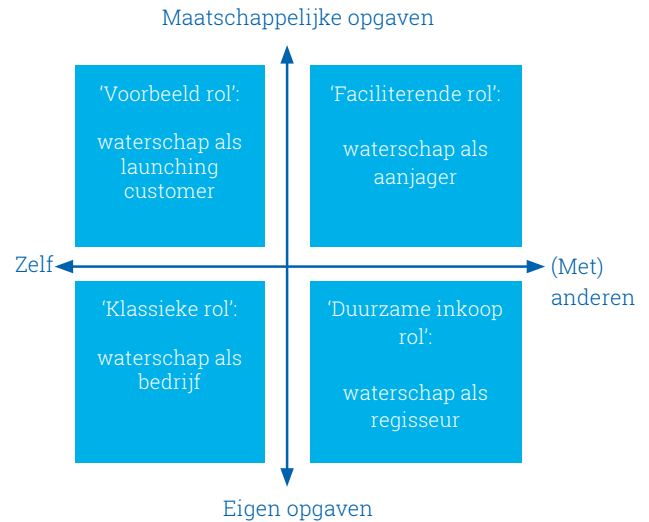 Maatschappelijke opgaven
‘Voorbeeld rol’:
waterschap als
launching
customer
‘Faciliterende rol’:
waterschap als
aanjager
Zelf
(Met)
anderen
‘Klassieke rol’:
waterschap als
bedrijf
‘Duurzame inkoop
rol’:
waterschap als
regisseur
Eigen opgaven